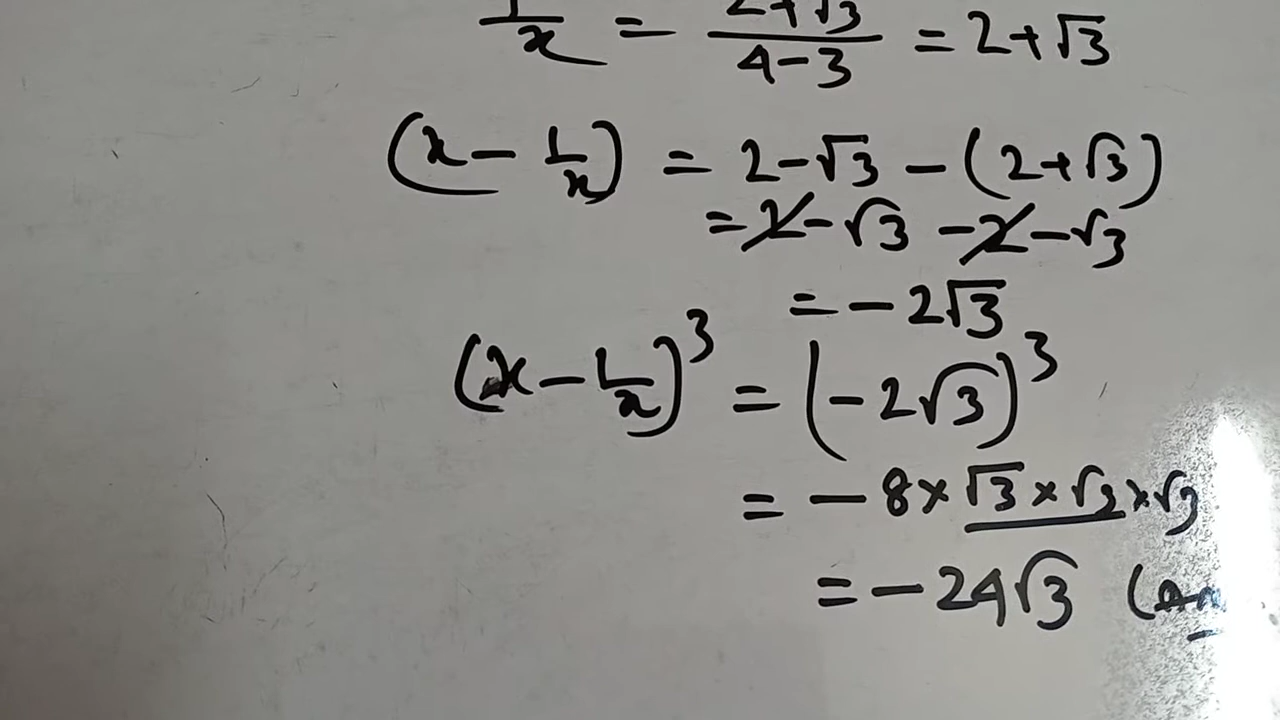 1/x = 2+√3/4-3 = 2+√3
(x - 1/x) = 2-√3 - (2+√3)
= 2-√3 -2-√3
= -2√3
(x - 1/x)³ = (-2√3)³
= -8×√3×√3×√3
= -24√3